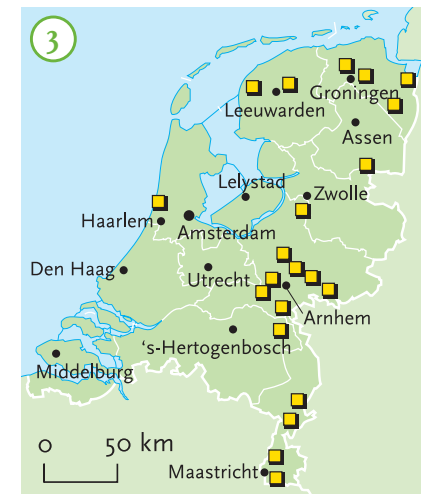 3
Groningen
Leeuwarden
Assen
Lelystad
Zwolle
Haarlem
Amsterdam
Den Haag
Utrecht
Arnhem
's-Hertogenbosch
Middelburg
0 50 km
Maastricht